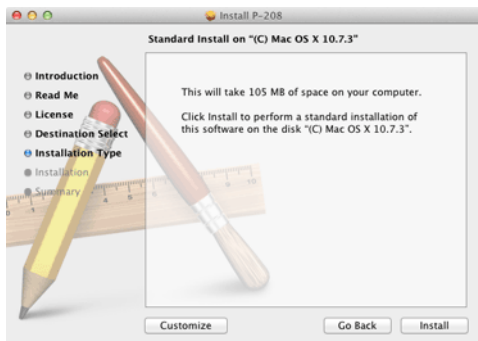 Install P-208
Standard Install on “(C) Mac OS X 10.7.3”
Introduction
Read Me
License
Destination Select
Installation Type
Installation
Summary
This will take 105 MB of space on your computer.
Click Install to perform a standard installation of
this software on the disk “(C) Mac OS X 10.7.3”.
Customize
Go Back
Install